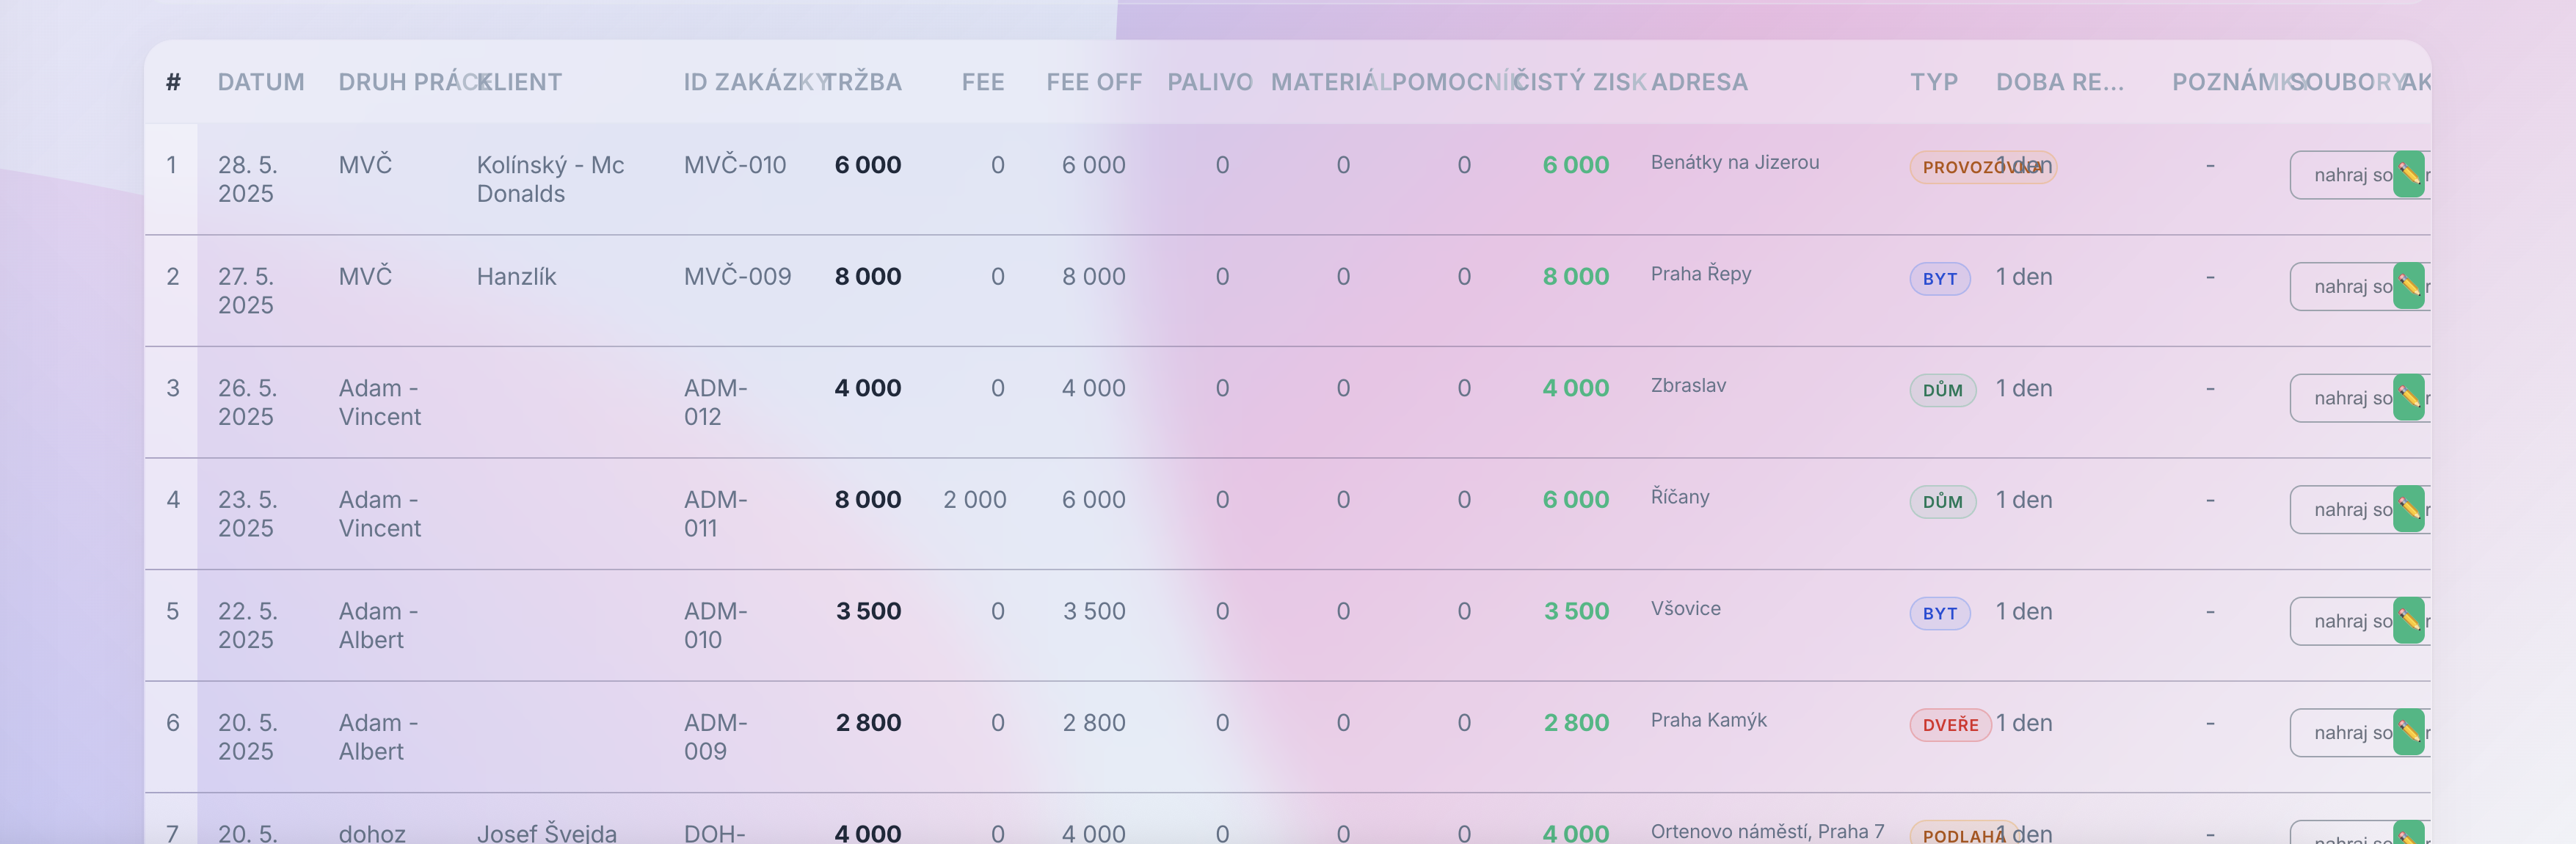 # DATUM DRUH PRÁCE KLIENT ID ZAKÁZKY TRŽBA FEE FEE OFF PALIVO MATERIÁL POMOCNÍK ČISTÝ ZISK ADRESA TYP DOBA RE... POZNÁMKY SOUBORY AK
1 28. 5. MVČ Kolínský - Mc MVČ-010 6 000 0 6 000 0 0 0 6 000 Benátky na Jizerou PROVOZOVNA 1 den - nahraj so
2025 Donalds
2 27. 5. MVČ Hanzlík MVČ-009 8 000 0 8 000 0 0 0 8 000 Praha Řepy BYT 1 den - nahraj so
2025
3 26. 5. Adam - ADM- 4 000 0 4 000 0 0 0 4 000 Zbraslav DŮM 1 den - nahraj so
2025 Vincent 012
4 23. 5. Adam - ADM- 8 000 2 000 6 000 0 0 0 6 000 Říčany DŮM 1 den - nahraj so
2025 Vincent 011
5 22. 5. Adam - ADM- 3 500 0 3 500 0 0 0 3 500 Všovice BYT 1 den - nahraj so
2025 Albert 010
6 20. 5. Adam - ADM- 2 800 0 2 800 0 0 0 2 800 Praha Kamýk DVEŘE 1 den - nahraj so
2025 Albert 009
7 20. 5. dohoz Josef Švejda DOH- 4 000 0 4 000 0 0 0 4 000 Ortenovo náměstí, Praha 7 PODLAHA 1 den - nahraj so